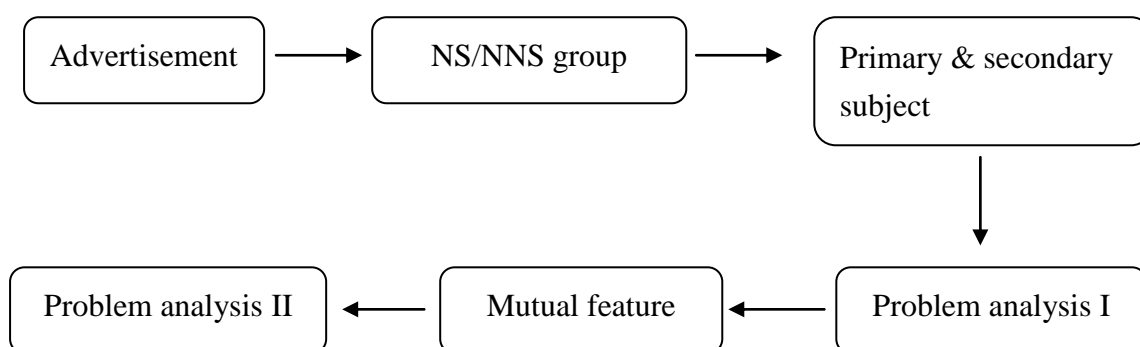 Advertisement
NS/NNS group
Primary & secondary
subject
Problem analysis I
Mutual feature
Problem analysis II